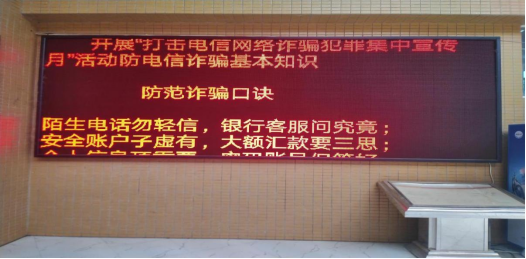 开展"打击电信网络诈骗犯罪集中宣传
月"活动防电信诈骗基本知识
防范诈骗口诀
陌生电话勿轻信，银行客服问究竟；
安全账户子虚有，大额汇款要三思；